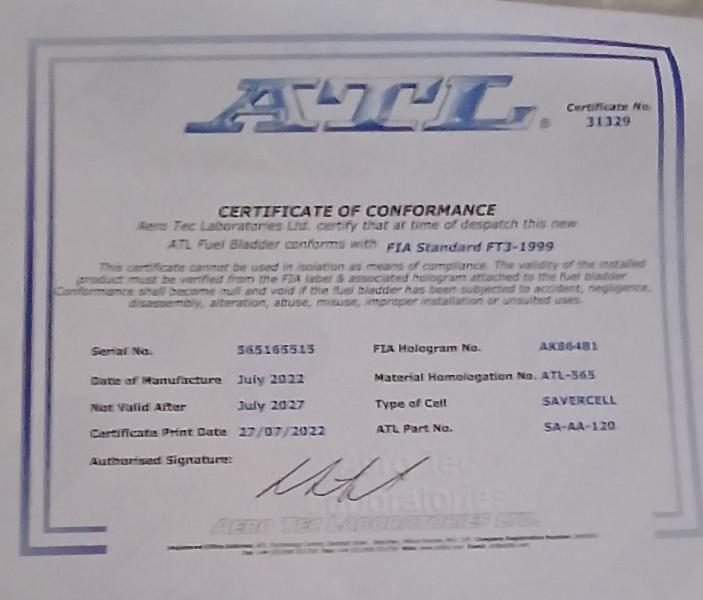 ATL®
Certificate No.
31329
CERTIFICATE OF CONFORMANCE
Aero Tec Laboratories Ltd. certify that at time of despatch this new
ATL Fuel Bladder conforms with FIA Standard FT3-1999
This certificate cannot be used in isolation as means of compliance. The validity of the installed
product must be verified from the FIA label & associated hologram attached to the fuel bladder.
Conformance shall become null and void if the fuel bladder has been subjected to accident, negligence,
disassembly, alteration, abuse, misuse, improper installation or unsuited uses.
Serial No. 565165515 FIA Hologram No. AK86481
Date of Manufacture July 2022 Material Homologation No. ATL-565
Not Valid After July 2027 Type of Cell SAVERCELL
Certificate Print Date 27/07/2022 ATL Part No. SA-AA-120
Authorised Signature:
Aero Tec
Laboratories
AERO TEC LABORATORIES LTD.
Registered Office Address: